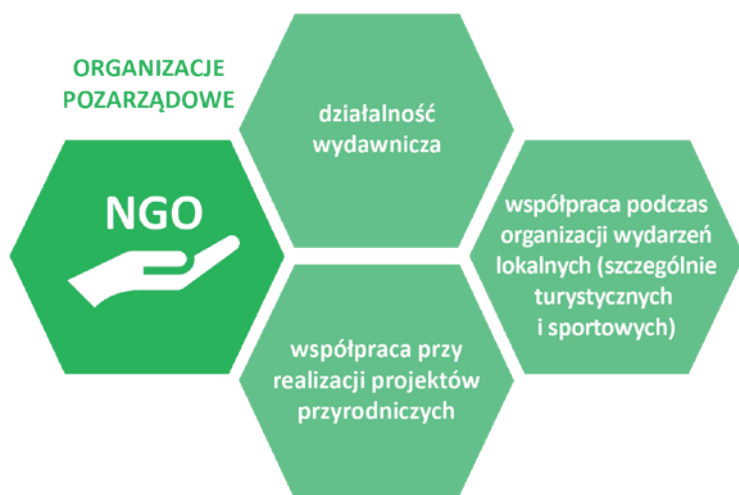 ORGANIZACJE
POZARZĄDOWE
NGO
działalność
wydawnicza
współpraca podczas
organizacji wydarzeń
lokalnych (szczególnie
turystycznych
i sportowych)
współpraca przy
realizacji projektów
przyrodniczych